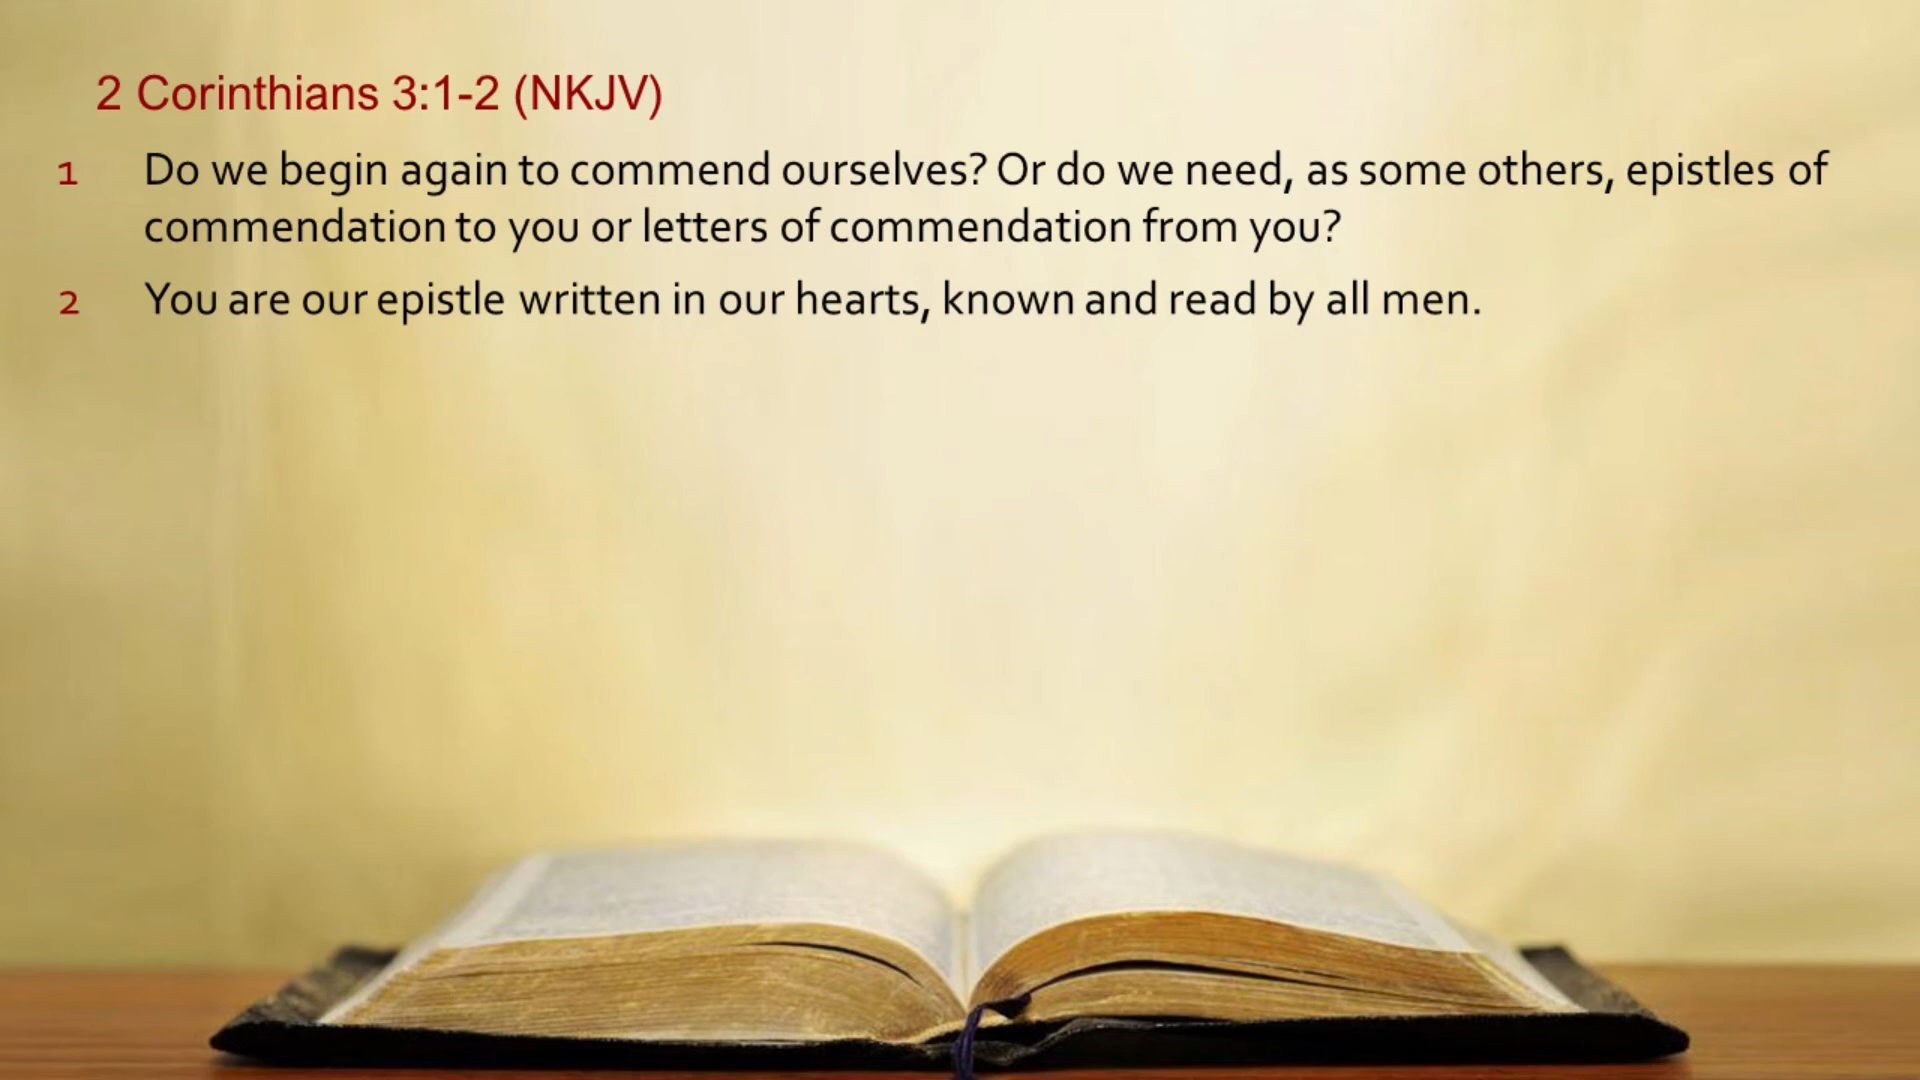 2 Corinthians 3:1-2 (NKJV)
1 Do we begin again to commend ourselves? Or do we need, as some others, epistles of
commendation to you or letters of commendation from you?
2 You are our epistle written in our hearts, known and read by all men.